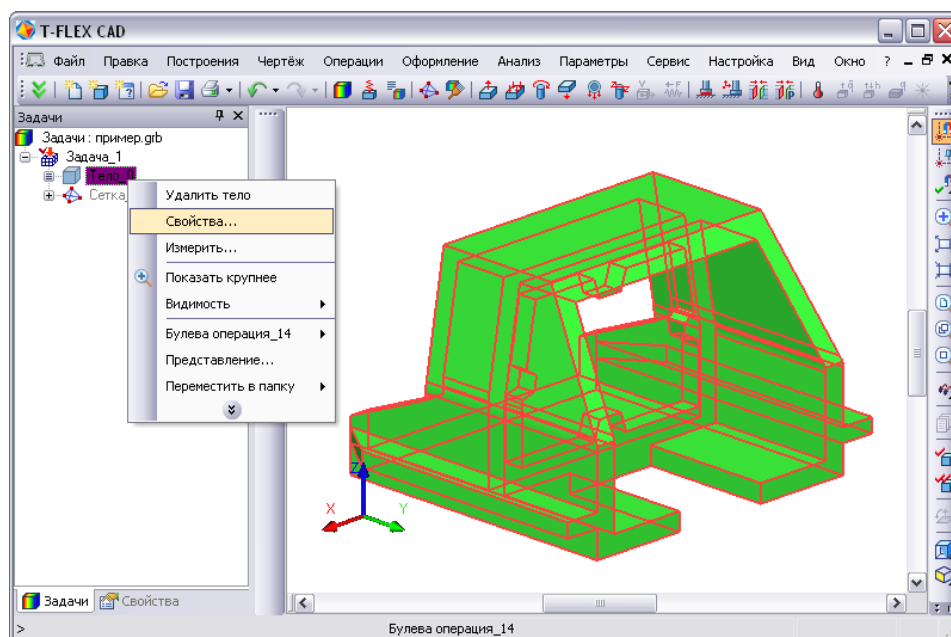 T-FLEX CAD
Файл Правка Построения Чертёж Операции Оформление Анализ Параметры Сервис Настройка Вид Окно ?
Задачи
Задачи : пример.grb
Задача_1
Тело_0
Сетка_
Удалить тело
Свойства...
Измерить...
Показать крупнее
Видимость
Булева операция_14
Представление...
Переместить в папку
Z
X
Y
Задачи Свойства
>
Булева операция_14